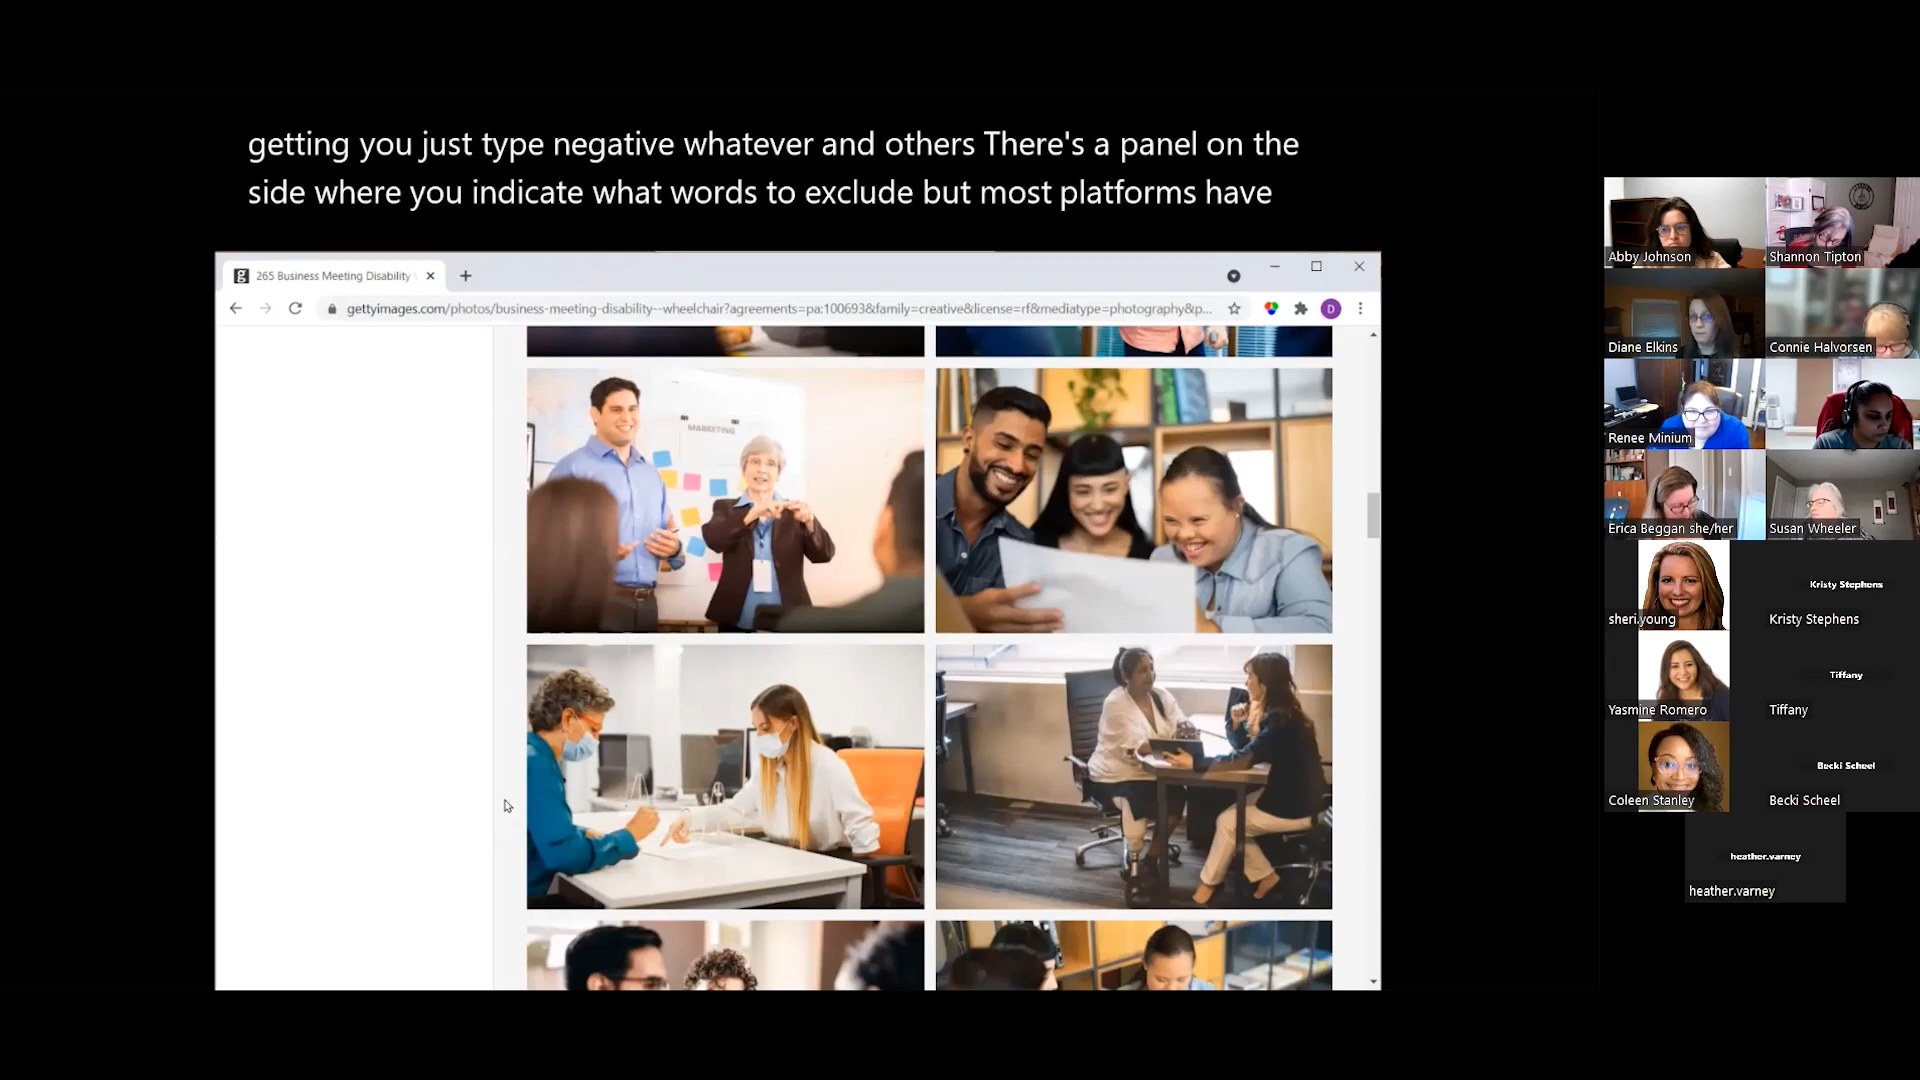 getting you just type negative whatever and others There's a panel on the
side where you indicate what words to exclude but most platforms have
265 Business Meeting Disability
gettyimages.com/photos/business-meeting-disability--wheelchair?agreements=pa:100693&family=creative&license=rf&mediatype=photography&p...
D
MARKETING
Abby Johnson
Shannon Tipton
Diane Elkins
Connie Halvorsen
Renee Minium
Erica Beggan she/her
Susan Wheeler
sheri.young
Kristy Stephens
Kristy Stephens
Yasmine Romero
Tiffany
Tiffany
Coleen Stanley
Becki Scheel
Becki Scheel
heather.varney
heather.varney